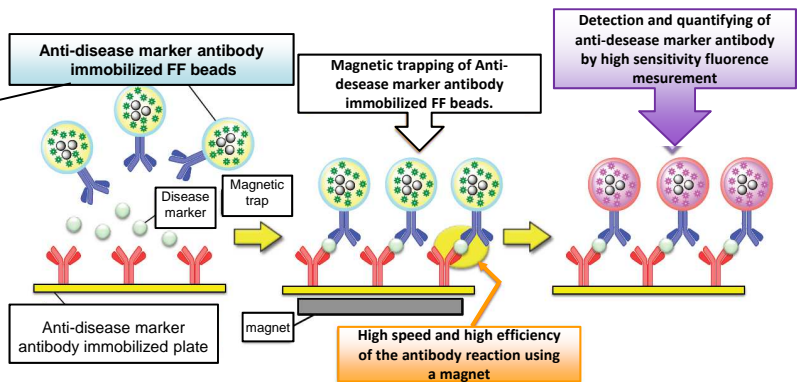 Anti-disease marker antibody
immobilized FF beads
Disease
marker
Magnetic
trap
Anti-disease marker
antibody immobilized plate
Magnetic trapping of Anti-
desease marker antibody
immobilized FF beads.
magnet
High speed and high efficiency
of the antibody reaction using
a magnet
Detection and quantifying of
anti-desease marker antibody
by high sensitivity fluorence
mesurement